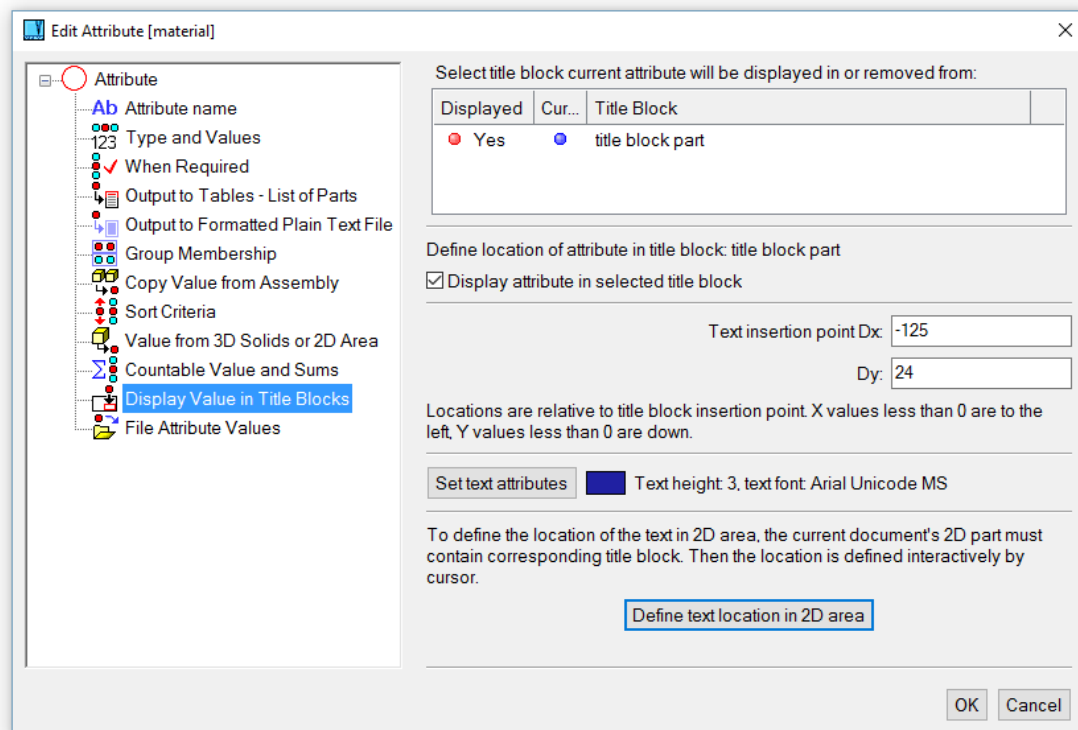 Edit Attribute [material]
Attribute
Ab Attribute name
123 Type and Values
When Required
Output to Tables - List of Parts
Output to Formatted Plain Text File
Group Membership
Copy Value from Assembly
Sort Criteria
Value from 3D Solids or 2D Area
Countable Value and Sums
Display Value in Title Blocks
File Attribute Values
Select title block current attribute will be displayed in or removed from:
Displayed Cur... Title Block
Yes title block part
Define location of attribute in title block: title block part
Display attribute in selected title block
Text insertion point Dx: -125
Dy: 24
Locations are relative to title block insertion point. X values less than 0 are to the
left, Y values less than 0 are down.
Set text attributes Text height: 3, text font: Arial Unicode MS
To define the location of the text in 2D area, the current document's 2D part must
contain corresponding title block. Then the location is defined interactively by
cursor.
Define text location in 2D area
OK Cancel